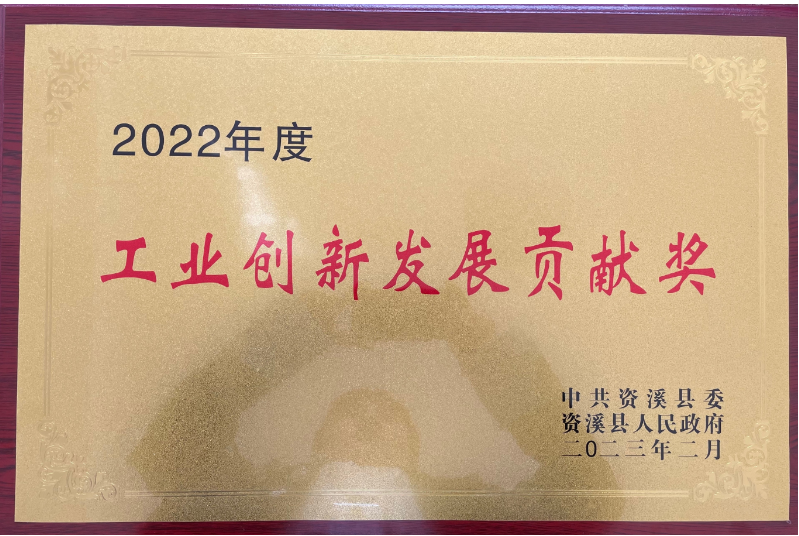 2022年度
工业创新发展贡献奖
中共资溪县委
资溪县人民政府
二0二三年二月